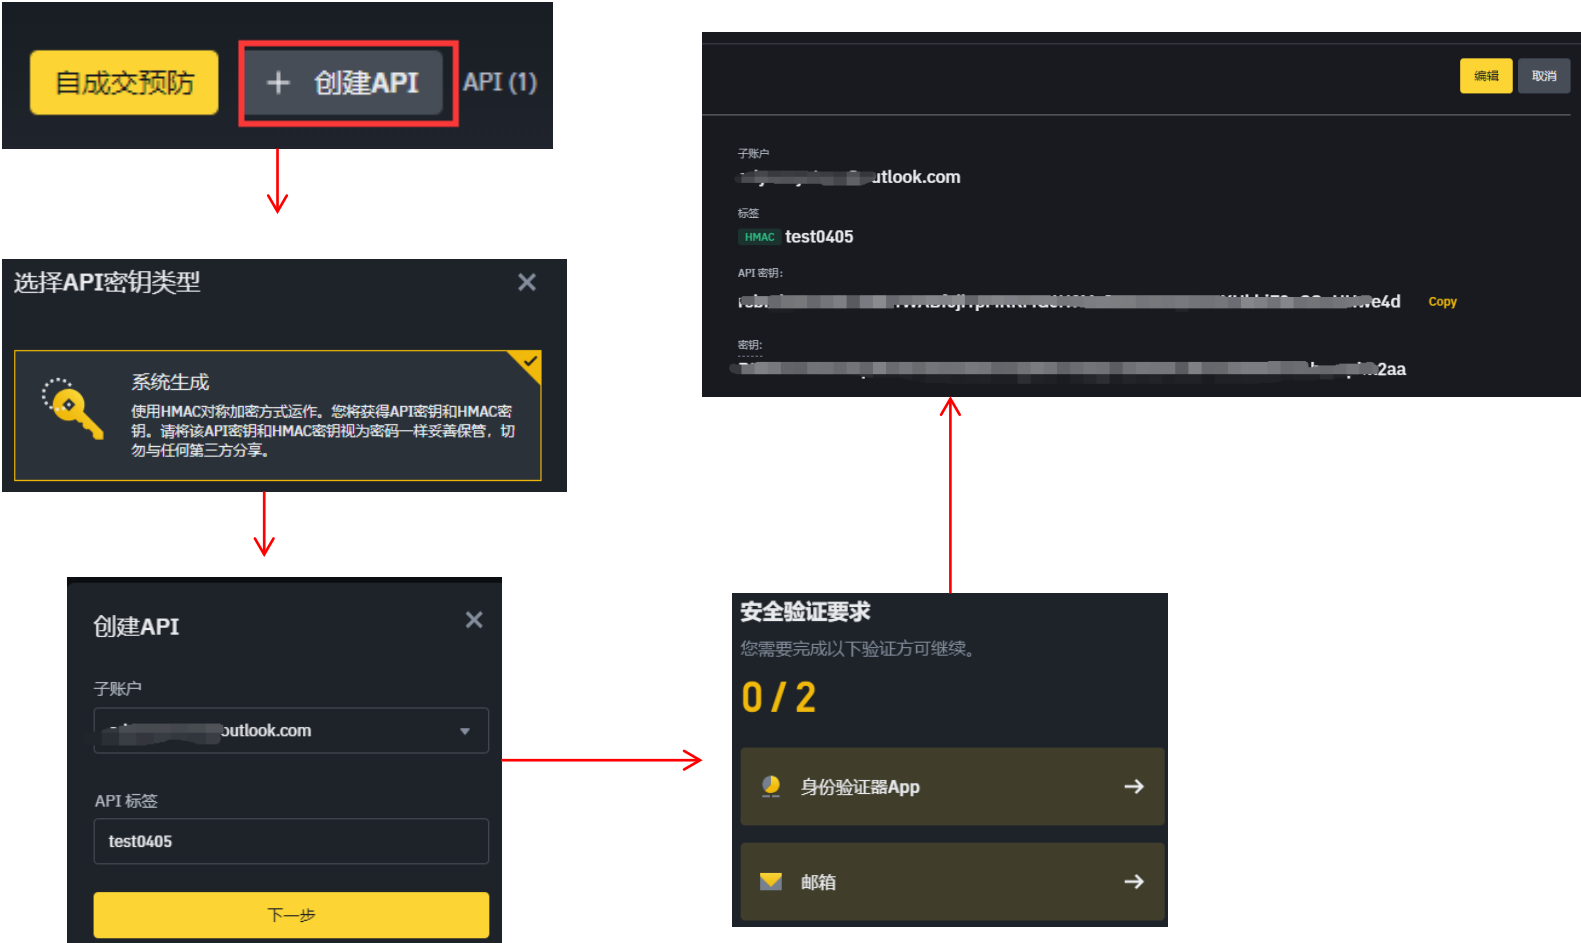 自成交预防
+ 创建API
API (1)
选择API密钥类型
系统生成
使用HMAC对称加密方式运作。您将获得API密钥和HMAC密
钥。请将该API密钥和HMAC密钥视为密码一样妥善保管，切
勿与任何第三方分享。
创建API
子账户
outlook.com
API 标签
test0405
下一步
安全验证要求
您需要完成以下验证方可继续。
0 / 2
身份验证器App
邮箱
编辑
取消
子账户
utlook.com
标签
HMAC test0405
API 密钥:
e4d Copy
密钥:
2aa